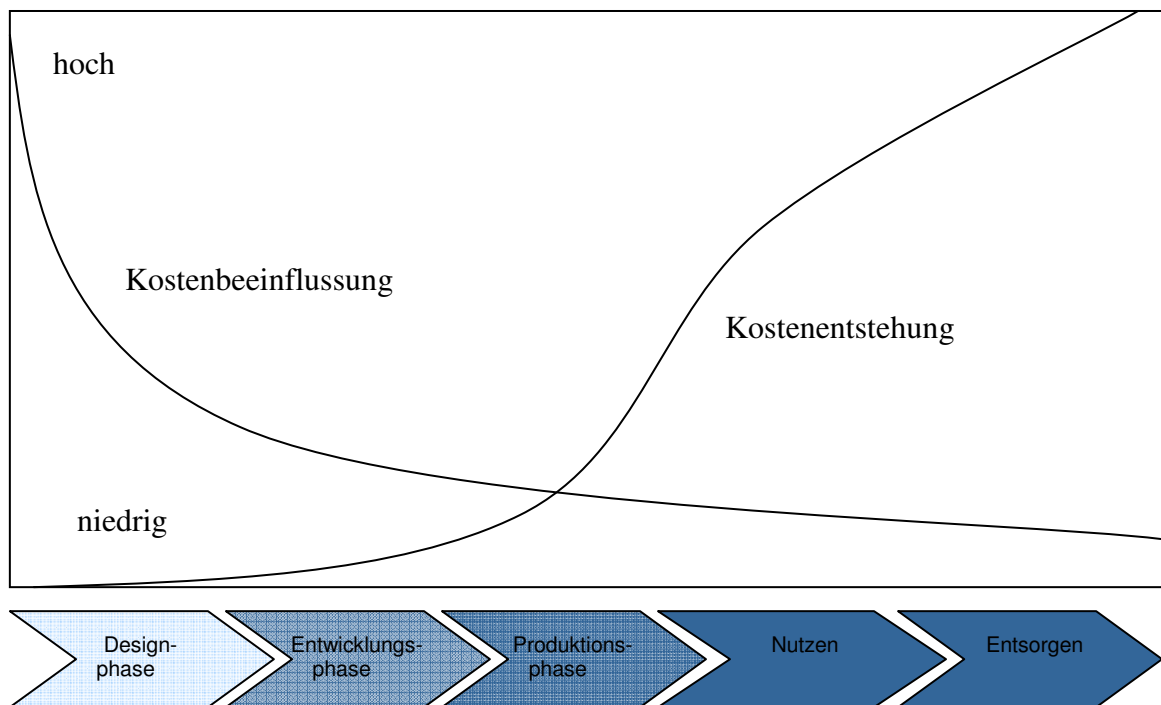 hoch
Kostenbeeinflussung
Kostenentstehung
niedrig
Design-
phase
Entwicklungs-
phase
Produktions-
phase
Nutzen
Entsorgen